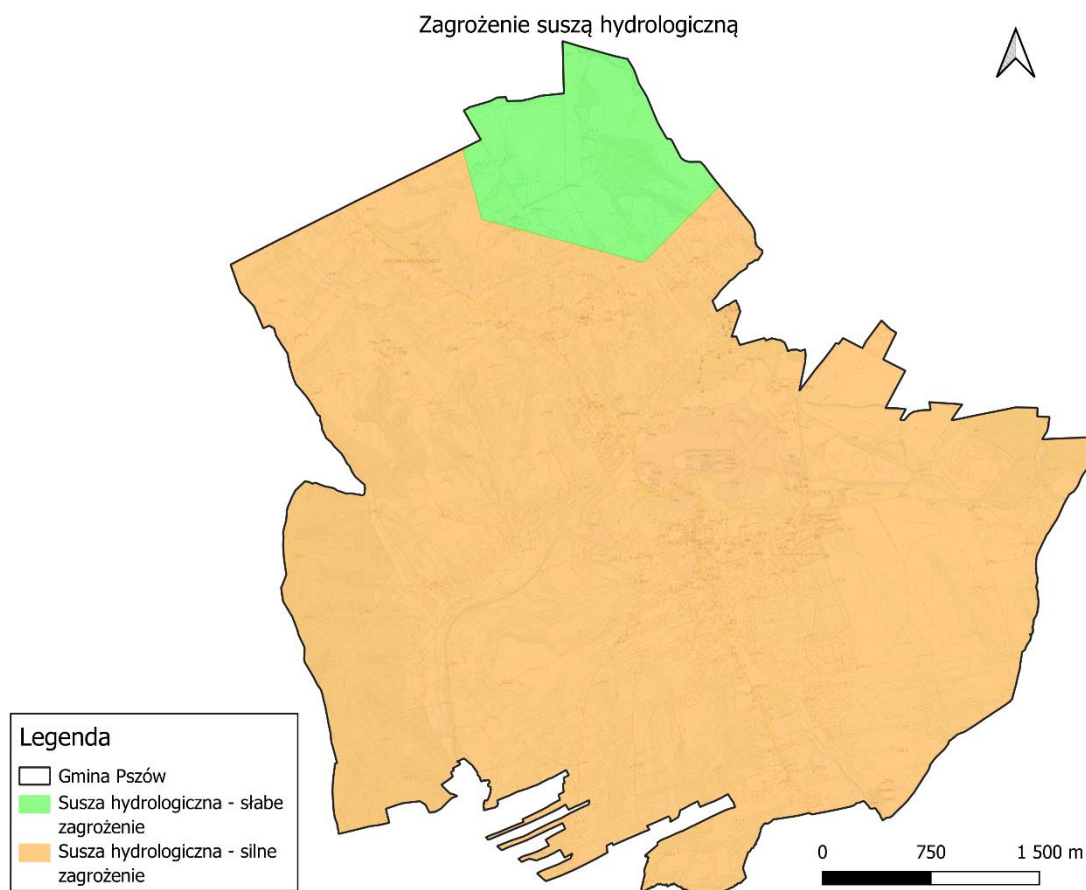 Zagrożenie suszą hydrologiczną
Legenda
Gmina Pszów
Susza hydrologiczna - słabe
zagrożenie
Susza hydrologiczna - silne
zagrożenie
0 750 1 500 m